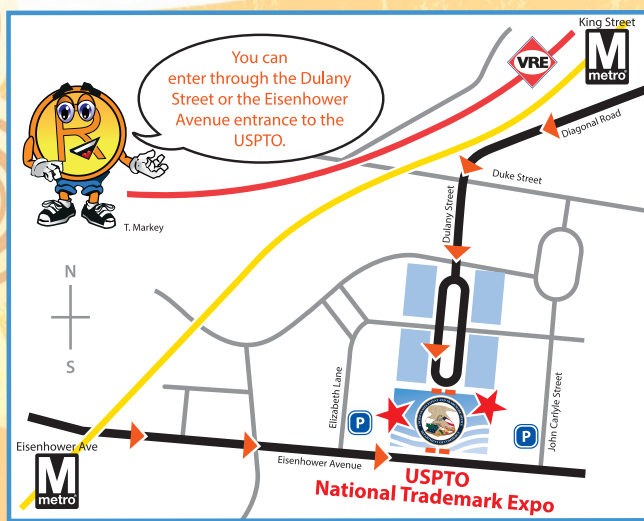 King Street
M
metro
VRE
You can
enter through the Dulany
Street or the Eisenhower
Avenue entrance to the
USPTO.
Diagonal Road
Duke Street
Dulany Street
T. Markey
N
S
Elizabeth Lane
John Carlyle Street
P
P
Eisenhower Ave
M
metro
Eisenhower Avenue
USPTO
National Trademark Expo